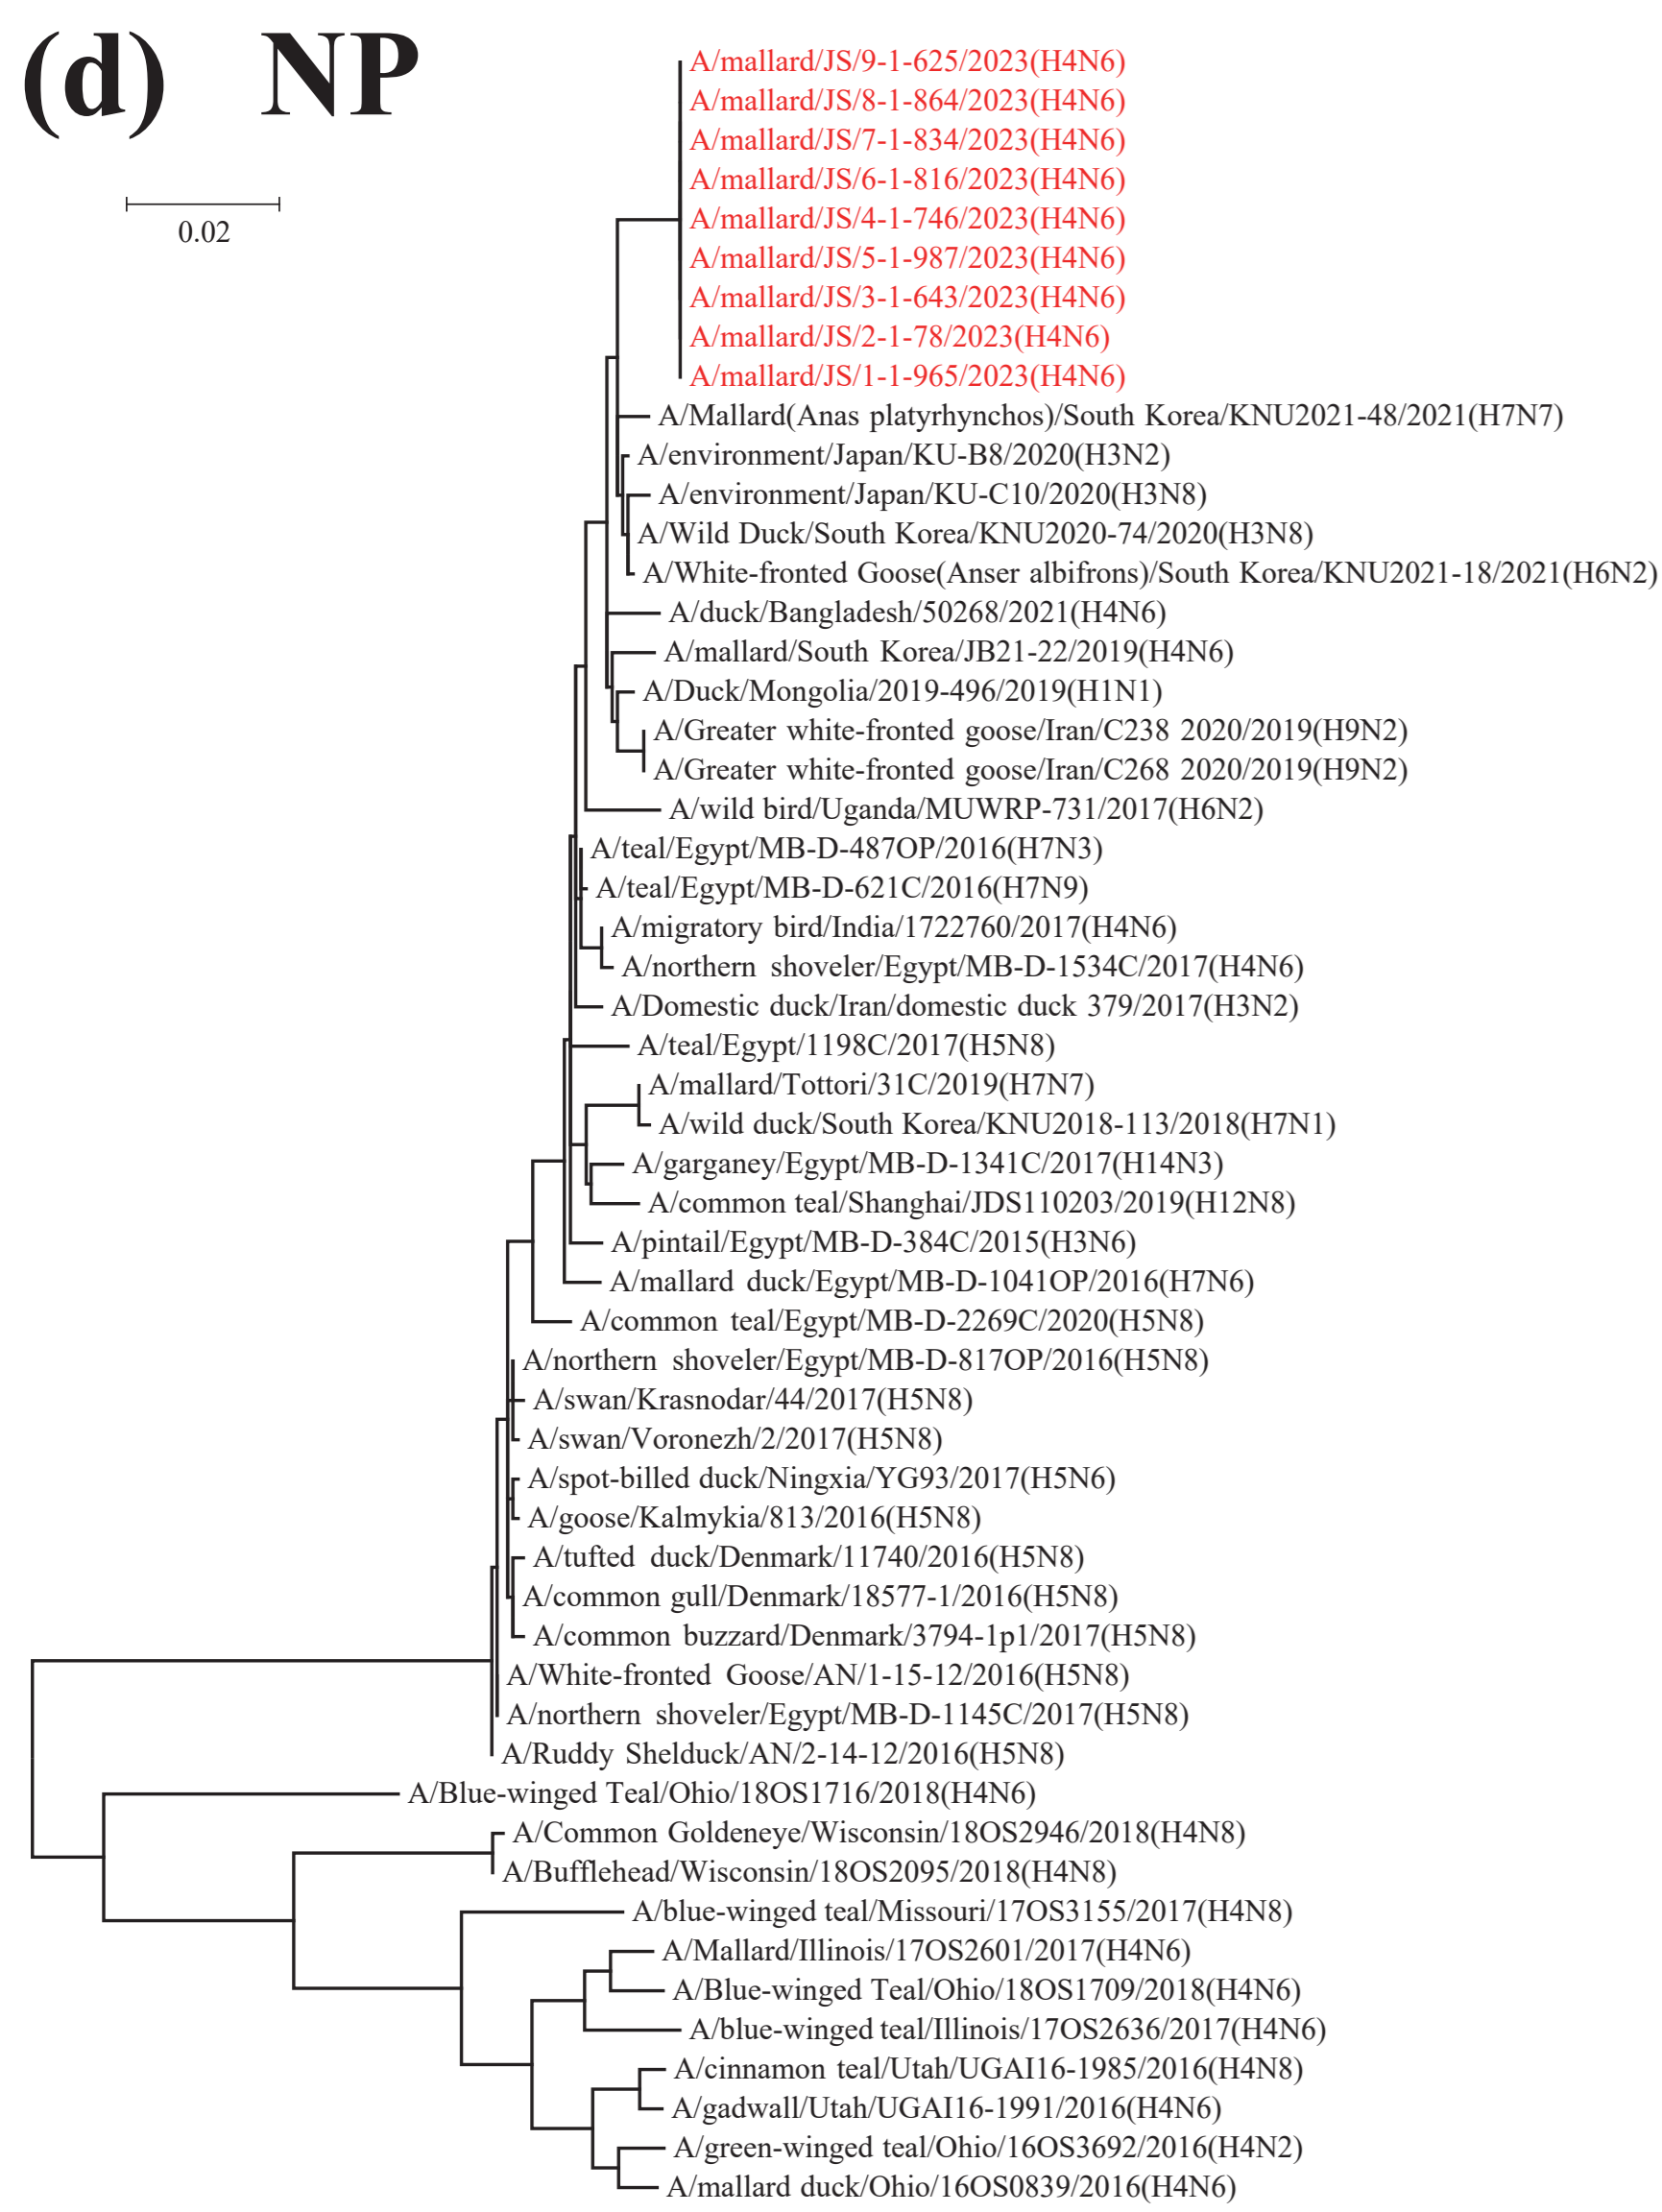 (d) NP
A/mallard/JS/9-1-625/2023(H4N6)
A/mallard/JS/8-1-864/2023(H4N6)
A/mallard/JS/7-1-834/2023(H4N6)
A/mallard/JS/6-1-816/2023(H4N6)
0.02
A/mallard/JS/4-1-746/2023(H4N6)
A/mallard/JS/5-1-987/2023(H4N6)
A/mallard/JS/3-1-643/2023(H4N6)
A/mallard/JS/2-1-78/2023(H4N6)
A/mallard/JS/1-1-965/2023(H4N6)
A/Mallard(Anas platyrhynchos)/South Korea/KNU2021-48/2021(H7N7)
A/environment/Japan/KU-B8/2020(H3N2)
A/environment/Japan/KU-C10/2020(H3N8)
A/Wild Duck/South Korea/KNU2020-74/2020(H3N8)
A/White-fronted Goose(Anser albifrons)/South Korea/KNU2021-18/2021(H6N2)
A/duck/Bangladesh/50268/2021(H4N6)
A/mallard/South Korea/JB21-22/2019(H4N6)
A/Duck/Mongolia/2019-496/2019(H1N1)
A/Greater white-fronted goose/Iran/C238 2020/2019(H9N2)
A/Greater white-fronted goose/Iran/C268 2020/2019(H9N2)
A/wild bird/Uganda/MUWRP-731/2017(H6N2)
A/teal/Egypt/MB-D-487OP/2016(H7N3)
A/teal/Egypt/MB-D-621C/2016(H7N9)
A/migratory bird/India/1722760/2017(H4N6)
A/northern shoveler/Egypt/MB-D-1534C/2017(H4N6)
A/Domestic duck/Iran/domestic duck 379/2017(H3N2)
A/teal/Egypt/1198C/2017(H5N8)
A/mallard/Tottori/31C/2019(H7N7)
A/wild duck/South Korea/KNU2018-113/2018(H7N1)
A/garganey/Egypt/MB-D-1341C/2017(H14N3)
A/common teal/Shanghai/JDS110203/2019(H12N8)
A/pintail/Egypt/MB-D-384C/2015(H3N6)
A/mallard duck/Egypt/MB-D-1041OP/2016(H7N6)
A/common teal/Egypt/MB-D-2269C/2020(H5N8)
A/northern shoveler/Egypt/MB-D-817OP/2016(H5N8)
A/swan/Krasnodar/44/2017(H5N8)
A/swan/Voronezh/2/2017(H5N8)
A/spot-billed duck/Ningxia/YG93/2017(H5N6)
A/goose/Kalmykia/813/2016(H5N8)
A/tufted duck/Denmark/11740/2016(H5N8)
A/common gull/Denmark/18577-1/2016(H5N8)
A/common buzzard/Denmark/3794-1p1/2017(H5N8)
A/White-fronted Goose/AN/1-15-12/2016(H5N8)
A/northern shoveler/Egypt/MB-D-1145C/2017(H5N8)
A/Ruddy Shelduck/AN/2-14-12/2016(H5N8)
A/Blue-winged Teal/Ohio/18OS1716/2018(H4N6)
A/Common Goldeneye/Wisconsin/18OS2946/2018(H4N8)
A/Bufflehead/Wisconsin/18OS2095/2018(H4N8)
A/blue-winged teal/Missouri/17OS3155/2017(H4N8)
A/Mallard/Illinois/17OS2601/2017(H4N6)
A/Blue-winged Teal/Ohio/18OS1709/2018(H4N6)
A/blue-winged teal/Illinois/17OS2636/2017(H4N6)
A/cinnamon teal/Utah/UGAI16-1985/2016(H4N8)
A/gadwall/Utah/UGAI16-1991/2016(H4N6)
A/green-winged teal/Ohio/16OS3692/2016(H4N2)
A/mallard duck/Ohio/16OS0839/2016(H4N6)